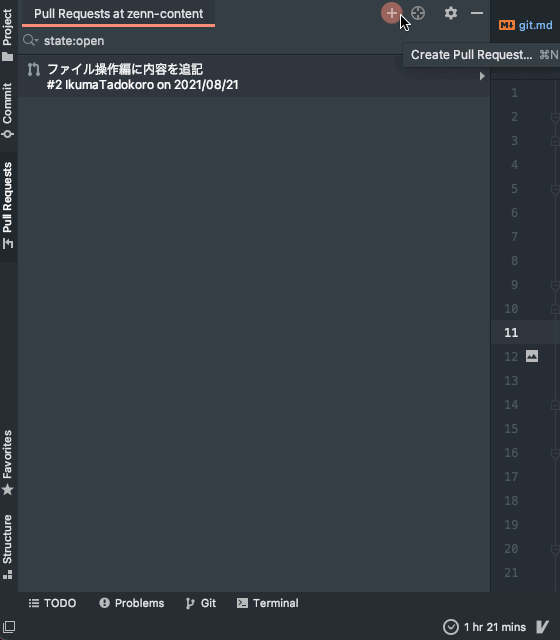 Project
Commit
Pull Requests
Favorites
Structure
Pull Requests at zenn-content
state:open
ファイル操作編に内容を追記
#2 IkumaTadokoro on 2021/08/21
Create Pull Request... ⌘N
git.md
1
2
3
4
5
6
7
8
9
10
11
12
13
14
15
16
17
18
19
20
21
TODO
Problems
Git
Terminal
1 hr 21 mins